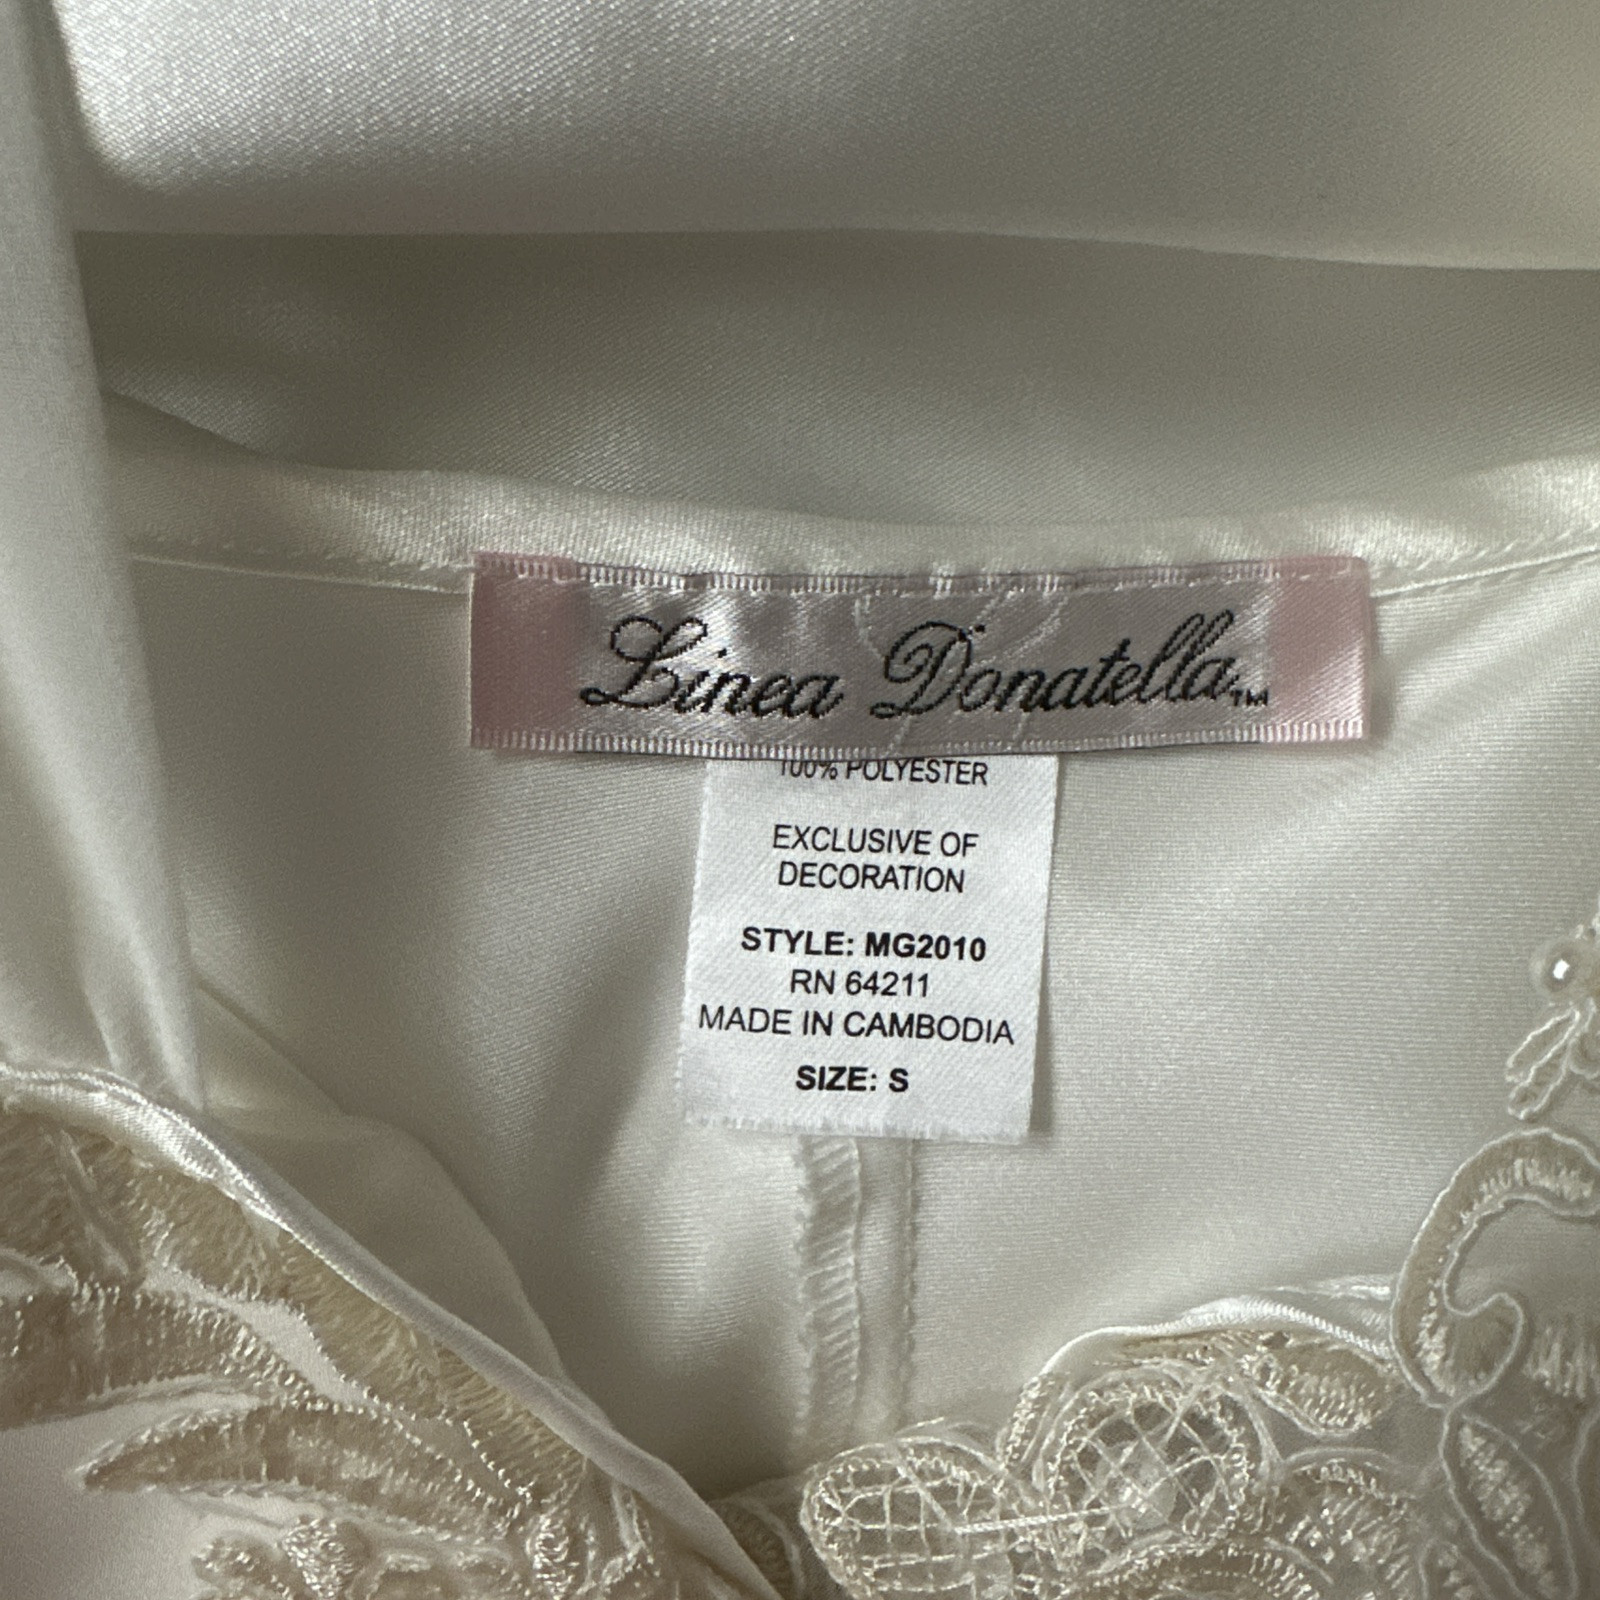 Linea Donatella™
100% POLYESTER
EXCLUSIVE OF
DECORATION
STYLE: MG2010
RN 64211
MADE IN CAMBODIA
SIZE: S